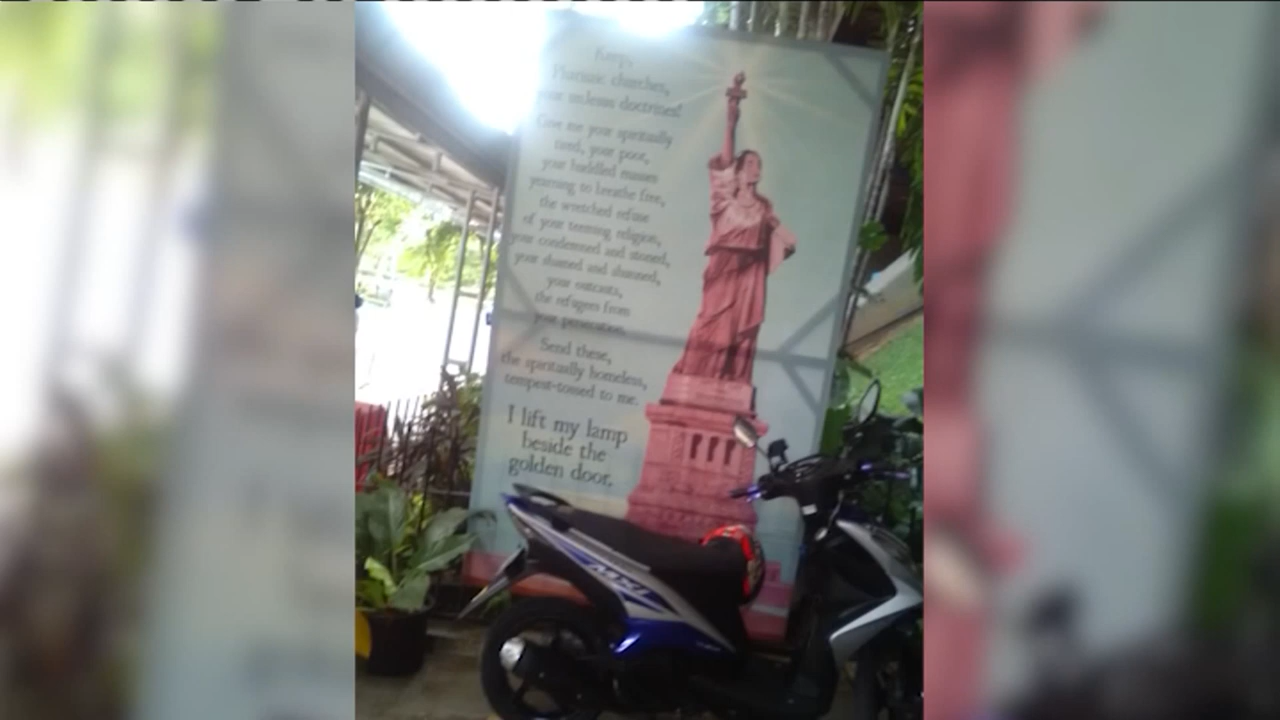 Keep,
Pharisaic churches,
your unJesus doctrines!
Give me your spiritually
tired, your poor,
your huddled masses
yearning to breathe free,
the wretched refuse
of your teeming religion,
your condemned and stoned,
your shamed and shunned,
your outcasts,
the refugees from
your persecution.
Send these,
the spiritually homeless,
tempest-tossed to me.
I lift my lamp
beside the
golden door.